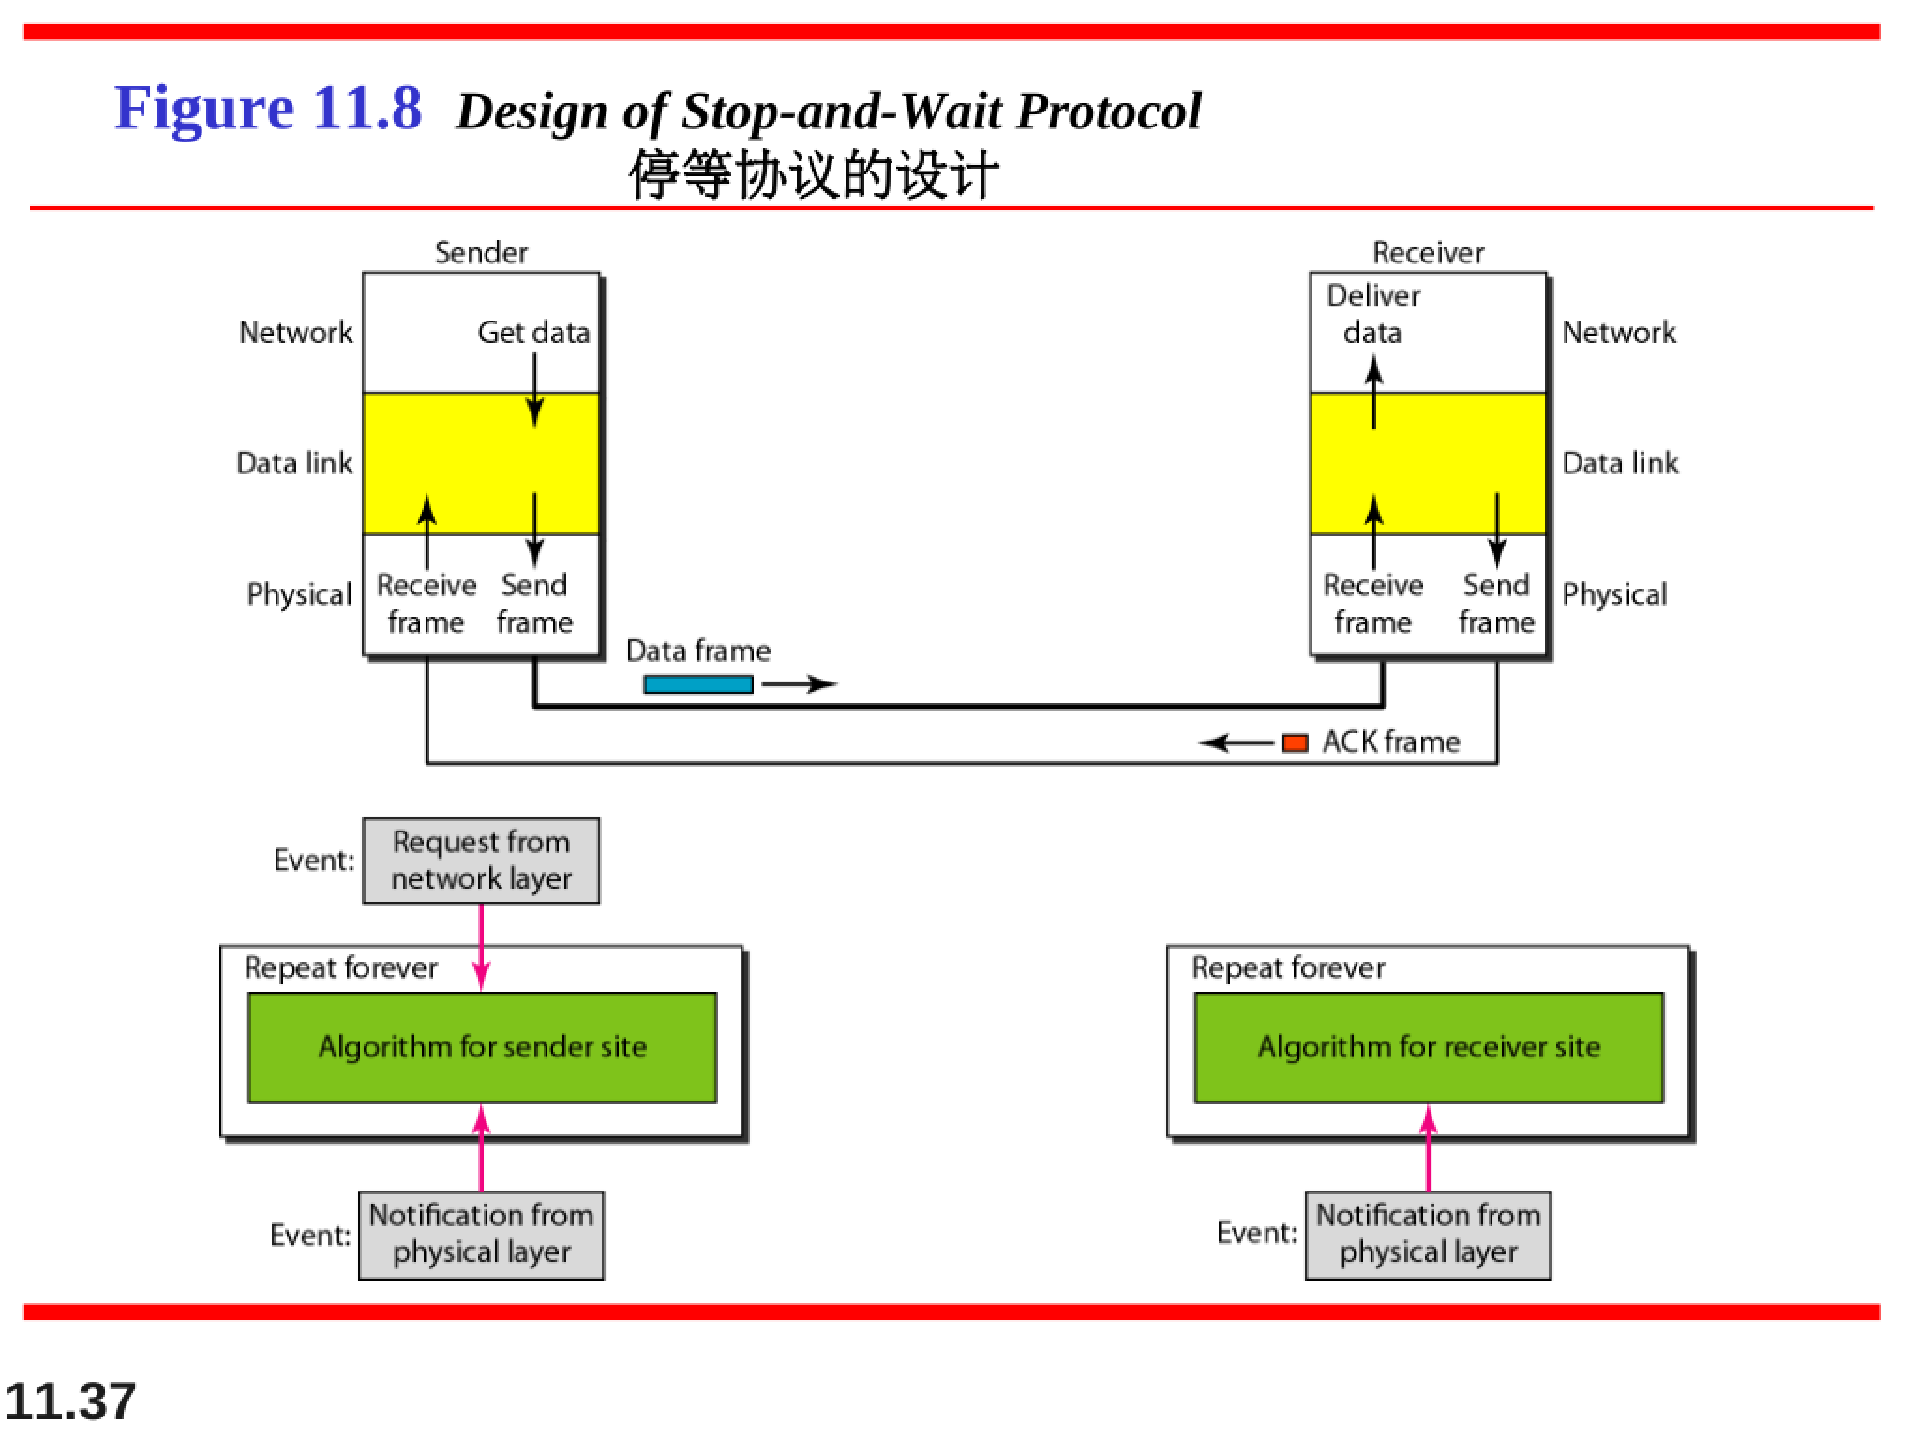 Figure 11.8 Design of Stop-and-Wait Protocol
停等协议的设计
Sender
Receiver
Network
Get data
Deliver
data
Network
Data link
Data link
Physical
Receive
frame
Send
frame
Receive
frame
Send
frame
Physical
Data frame
ACK frame
Event:
Request from
network layer
Repeat forever
Algorithm for sender site
Repeat forever
Algorithm for receiver site
Event:
Notification from
physical layer
Event:
Notification from
physical layer
11.37